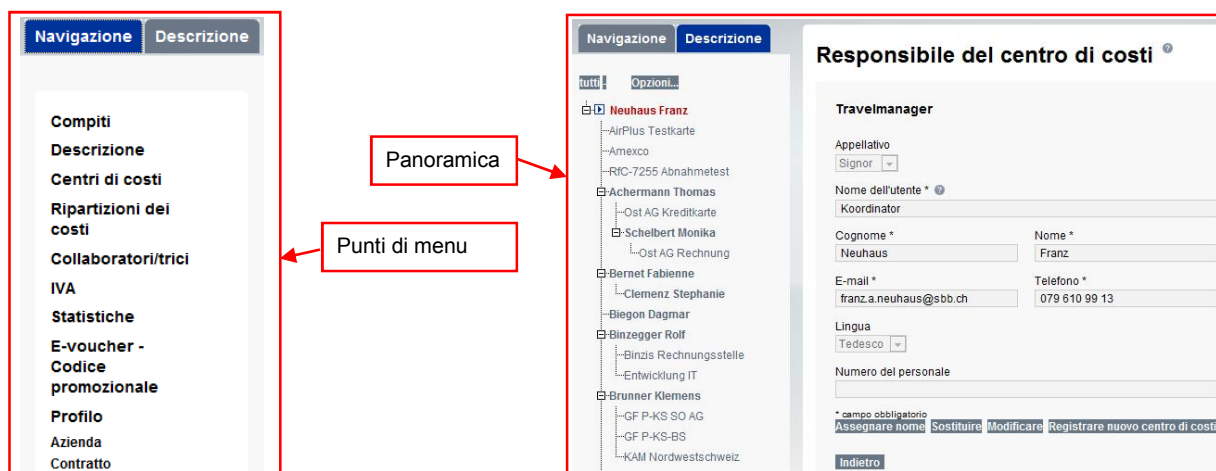 Navigazione Descrizione
Compiti
Descrizione
Centri di costi
Ripartizioni dei
costi
Collaboratori/trici
IVA
Statistiche
E-voucher -
Codice
promozionale
Profilo
Azienda
Contratto
Punti di menu
Panoramica
Navigazione Descrizione
tutti - Opzioni...
Neuhaus Franz
AirPlus Testkarte
Amexco
RfC-7255 Abnahmetest
Achermann Thomas
Ost AG Kreditkarte
Schelbert Monika
Ost AG Rechnung
Bernet Fabienne
Clemenz Stephanie
Biegon Dagmar
Binzegger Rolf
Binzis Rechnungsstelle
Entwicklung IT
Brunner Klemens
GF P-KS SO AG
GF P-KS-BS
KAM Nordwestschweiz
Responsibile del centro di costi ?
Travelmanager
Appellativo
Signor
Nome dell'utente * ?
Koordinator
Cognome * Nome *
Neuhaus Franz
E-mail * Telefono *
franz.a.neuhaus@sbb.ch 079 610 99 13
Lingua
Tedesco
Numero del personale
* campo obbligatorio
Assegnare nome Sostituire Modificare Registrare nuovo centro di costi
Indietro